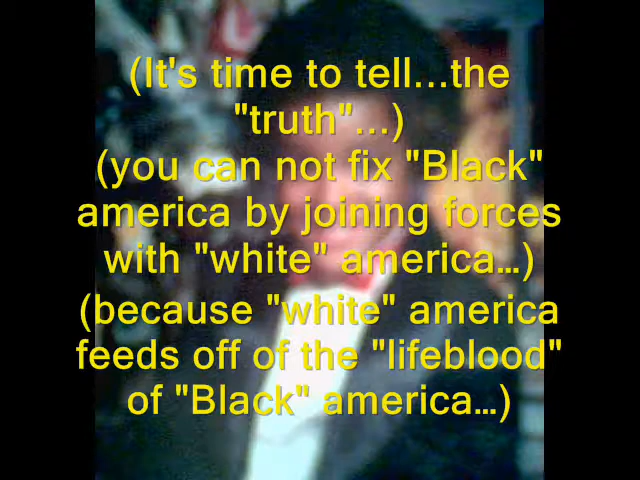 (It's time to tell...the
"truth"...)
(you can not fix "Black"
america by joining forces
with "white" america...)
(because "white" america
feeds off of the "lifeblood"
of "Black" america...)